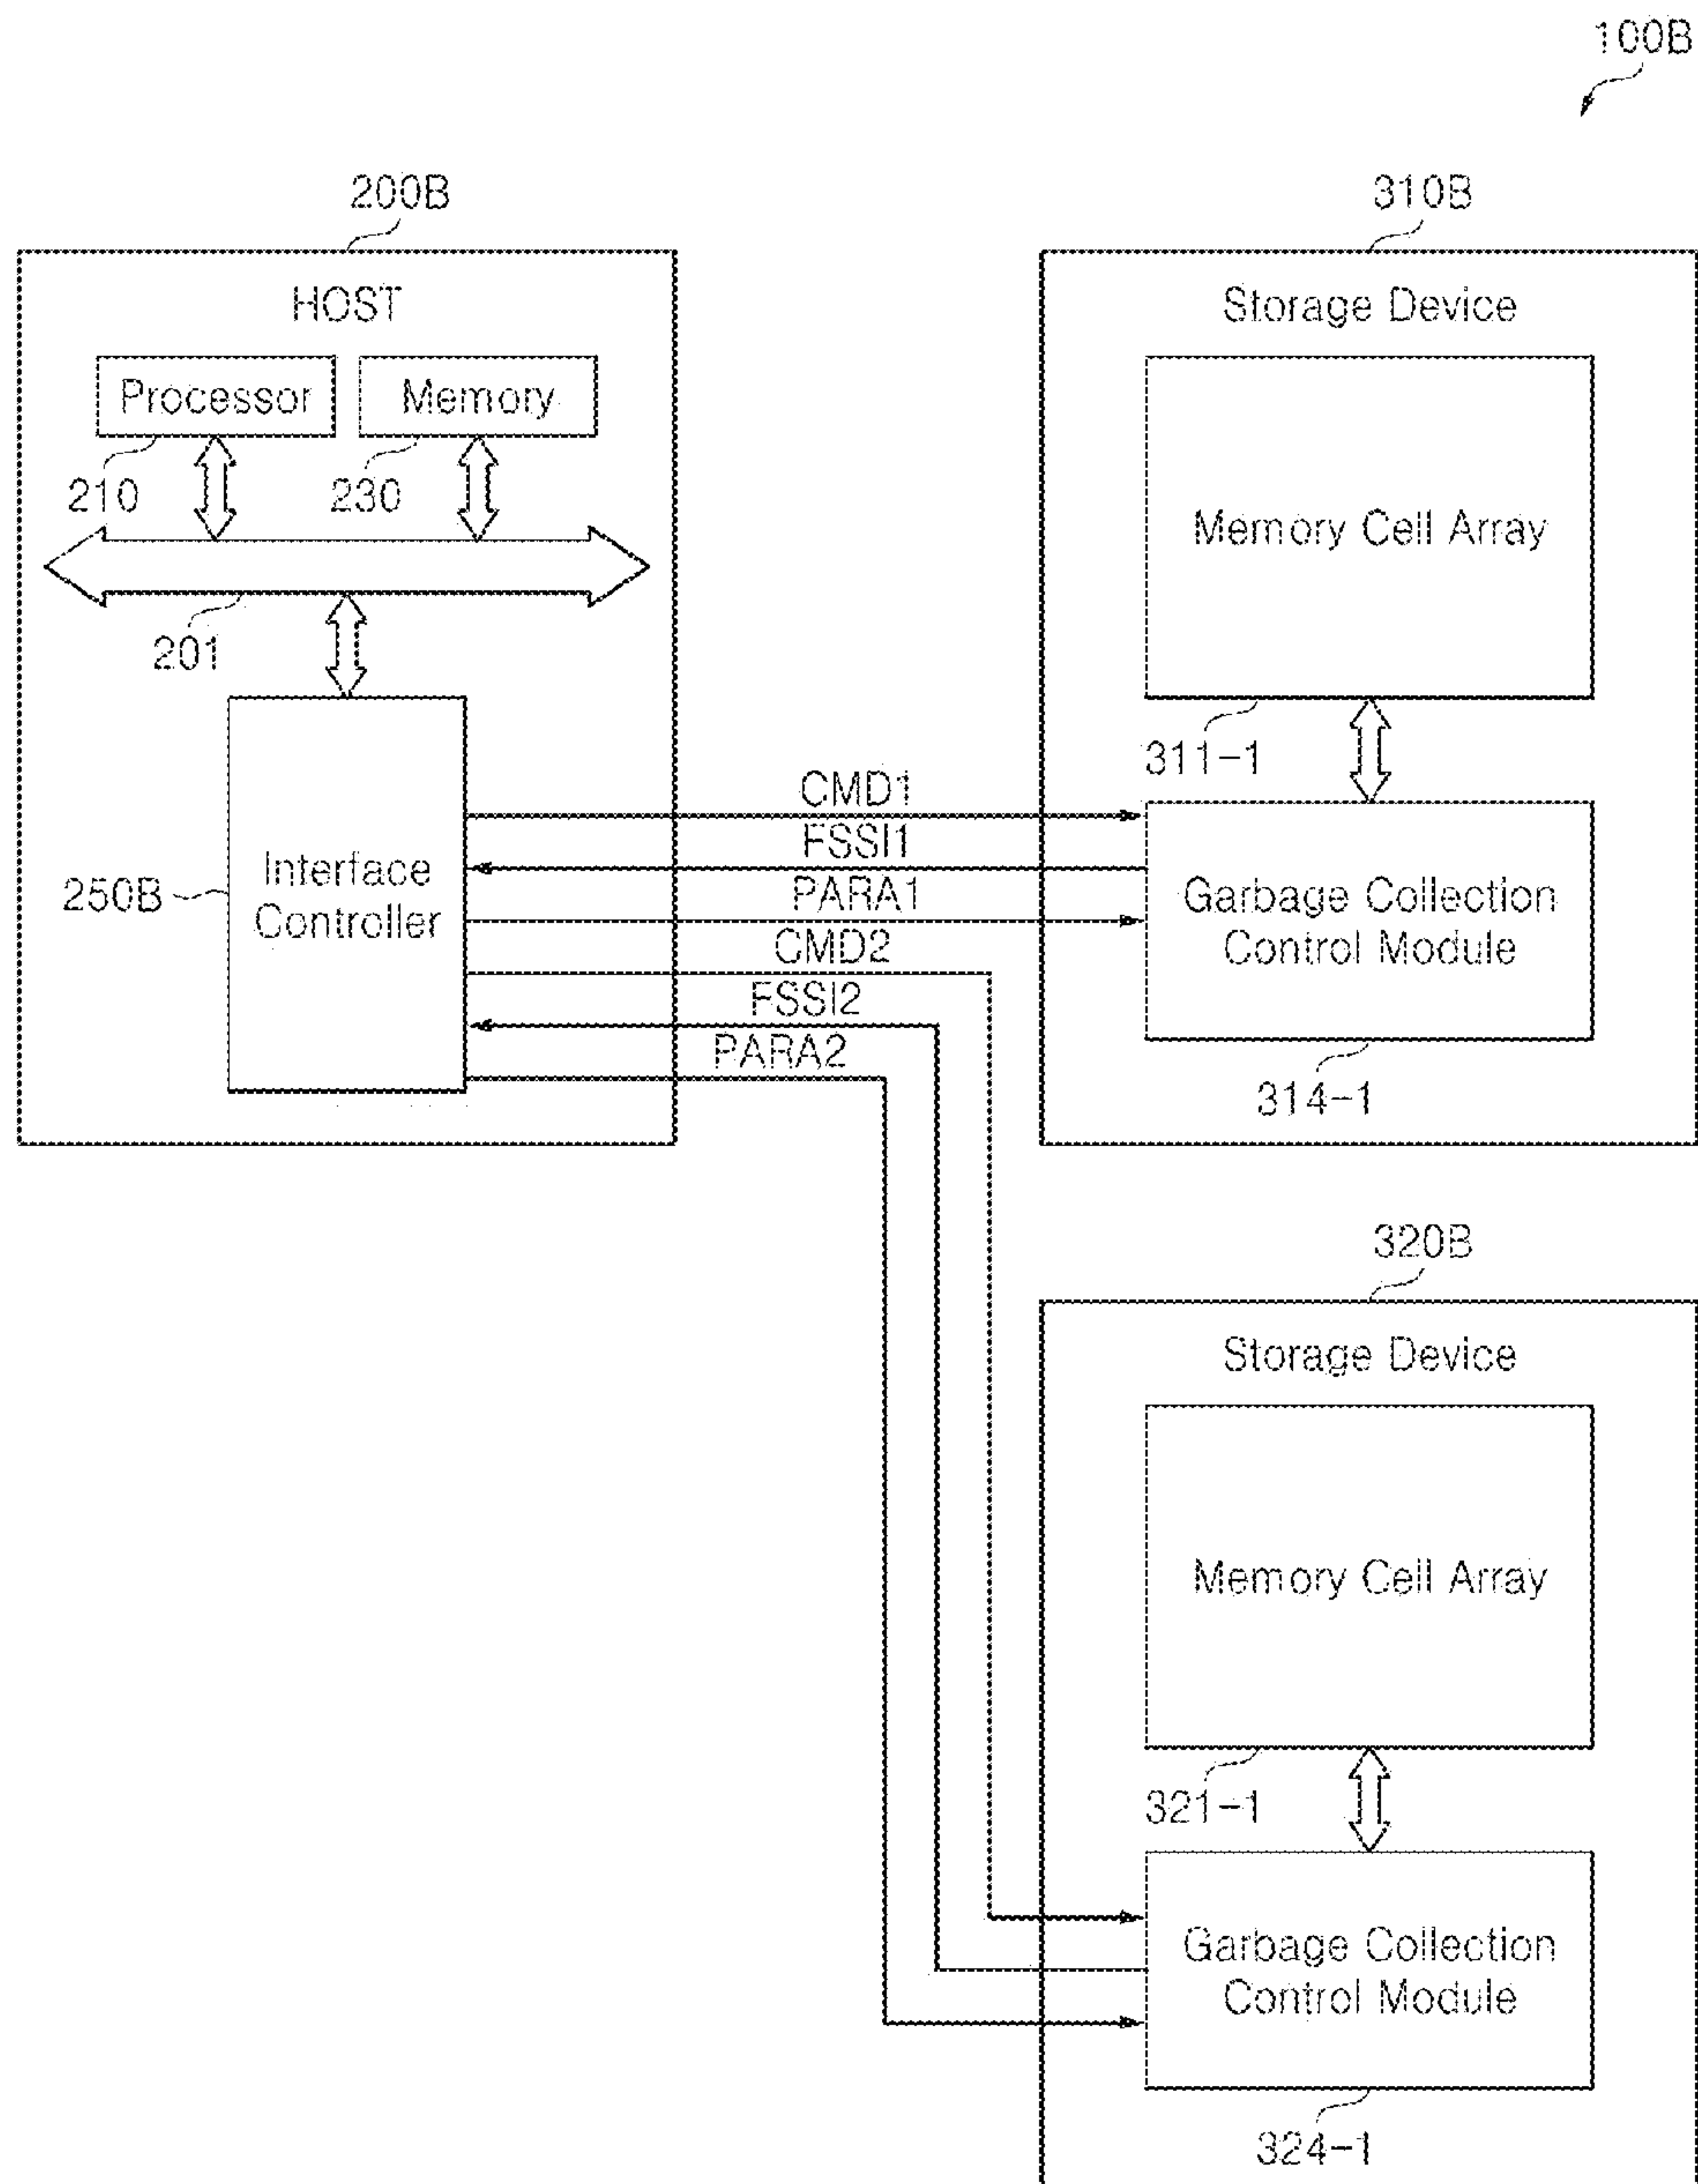 100B
200B
310B
HOST
Storage Device
Processor
Memory
Memory Cell Array
210
230
201
311-1
CMD1
FSSI1
PARA1
CMD2
FSSI2
PARA2
250B
Interface
Controller
Garbage Collection
Control Module
314-1
320B
Storage Device
Memory Cell Array
321-1
Garbage Collection
Control Module
324-1